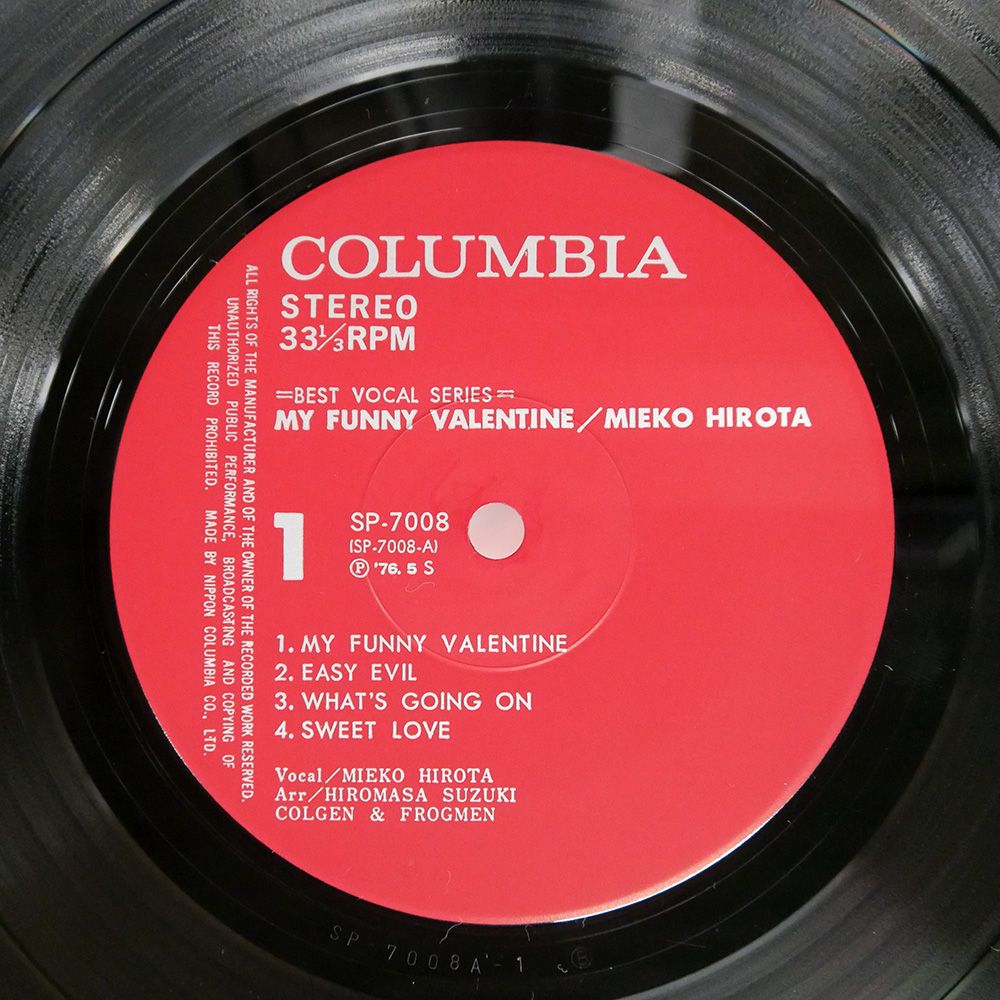 COLUMBIA
STEREO
33⅓RPM
=BEST VOCAL SERIES=
MY FUNNY VALENTINE/MIEKO HIROTA
1
SP-7008
(SP-7008-A)
Ⓟ '76. 5 S
1. MY FUNNY VALENTINE
2. EASY EVIL
3. WHAT'S GOING ON
4. SWEET LOVE
Vocal/MIEKO HIROTA
Arr/HIROMASA SUZUKI
COLGEN & FROGMEN
ALL RIGHTS OF THE MANUFACTURER AND OF THE OWNER OF THE RECORDED WORK RESERVED.
UNAUTHORIZED PUBLIC PERFORMANCE, BROADCASTING AND COPYING OF
THIS RECORD PROHIBITED. MADE BY NIPPON COLUMBIA CO., LTD.
SP-7008A-1